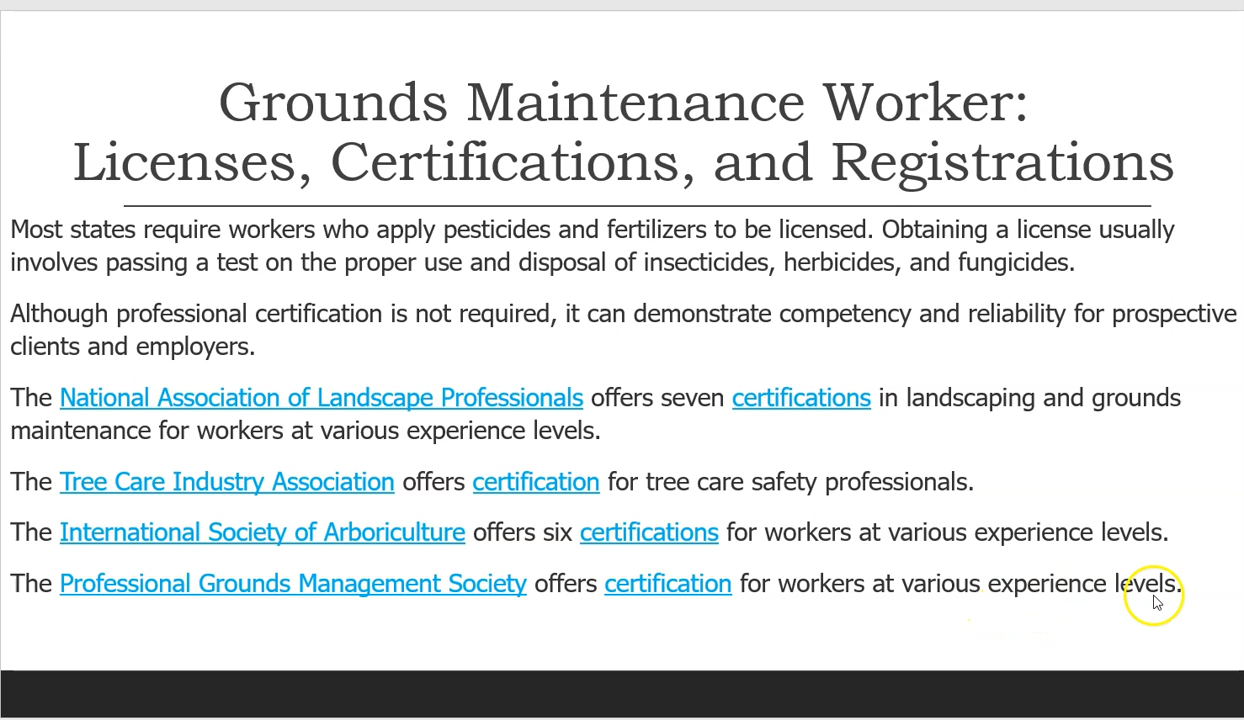 Grounds Maintenance Worker:
Licenses, Certifications, and Registrations
Most states require workers who apply pesticides and fertilizers to be licensed. Obtaining a license usually
involves passing a test on the proper use and disposal of insecticides, herbicides, and fungicides.
Although professional certification is not required, it can demonstrate competency and reliability for prospective
clients and employers.
The National Association of Landscape Professionals offers seven certifications in landscaping and grounds
maintenance for workers at various experience levels.
The Tree Care Industry Association offers certification for tree care safety professionals.
The International Society of Arboriculture offers six certifications for workers at various experience levels.
The Professional Grounds Management Society offers certification for workers at various experience levels.